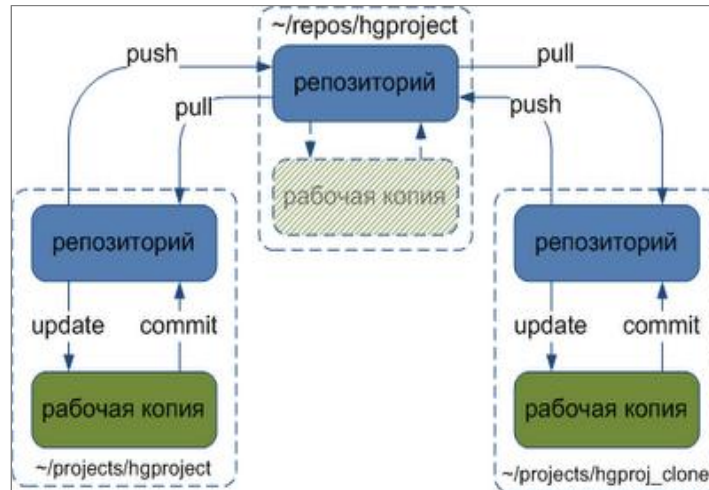 ~/repos/hgproject
push
репозиторий
pull
pull
push
рабочая копия
репозиторий
репозиторий
update
commit
update
commit
рабочая копия
рабочая копия
~/projects/hgproject
~/projects/hgproj_clone